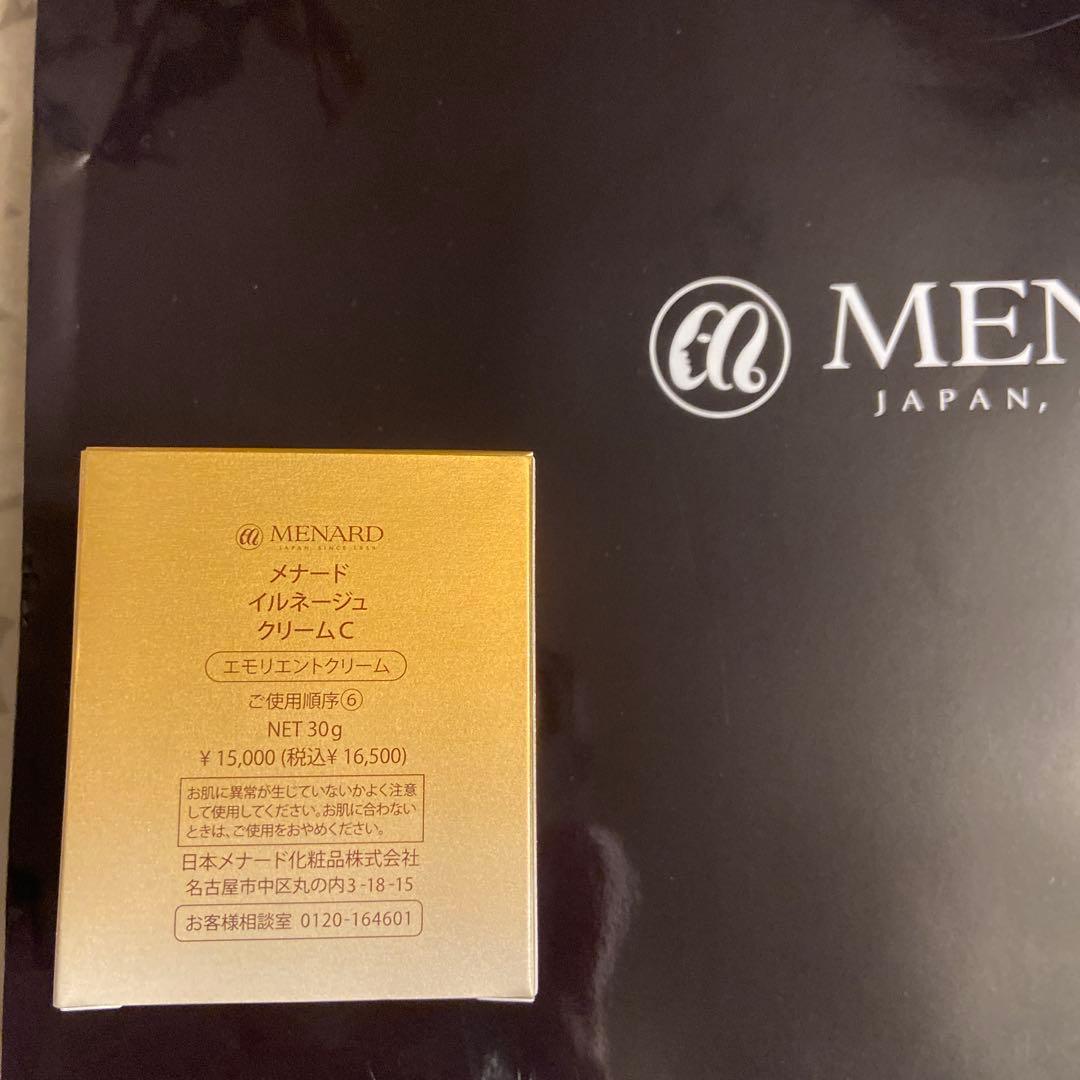 MEN
JAPAN,
MENARD
JAPAN, SINCE 1959
メナード
イルネージュ
クリームC
エモリエントクリーム
ご使用順序⑥
NET 30g
¥15,000 (税込¥16,500)
お肌に異常が生じていないかよく注意
して使用してください。お肌に合わない
ときは、ご使用をおやめください。
日本メナード化粧品株式会社
名古屋市中区丸の内3-18-15
お客様相談室 0120-164601